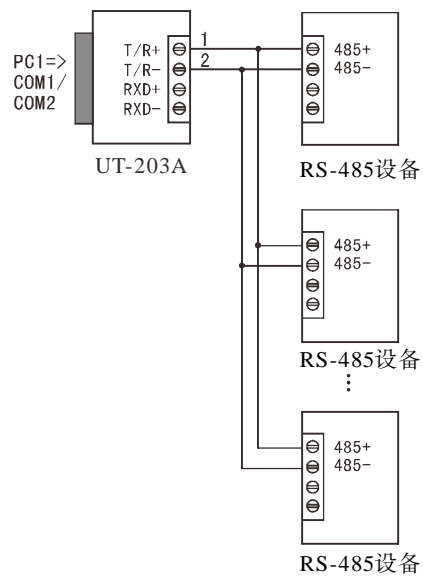 PC1=>
COM1/
COM2
T/R+
T/R-
RXD+
RXD-
1
2
UT-203A
485+
485-
RS-485设备
485+
485-
RS-485设备
⋮
485+
485-
RS-485设备